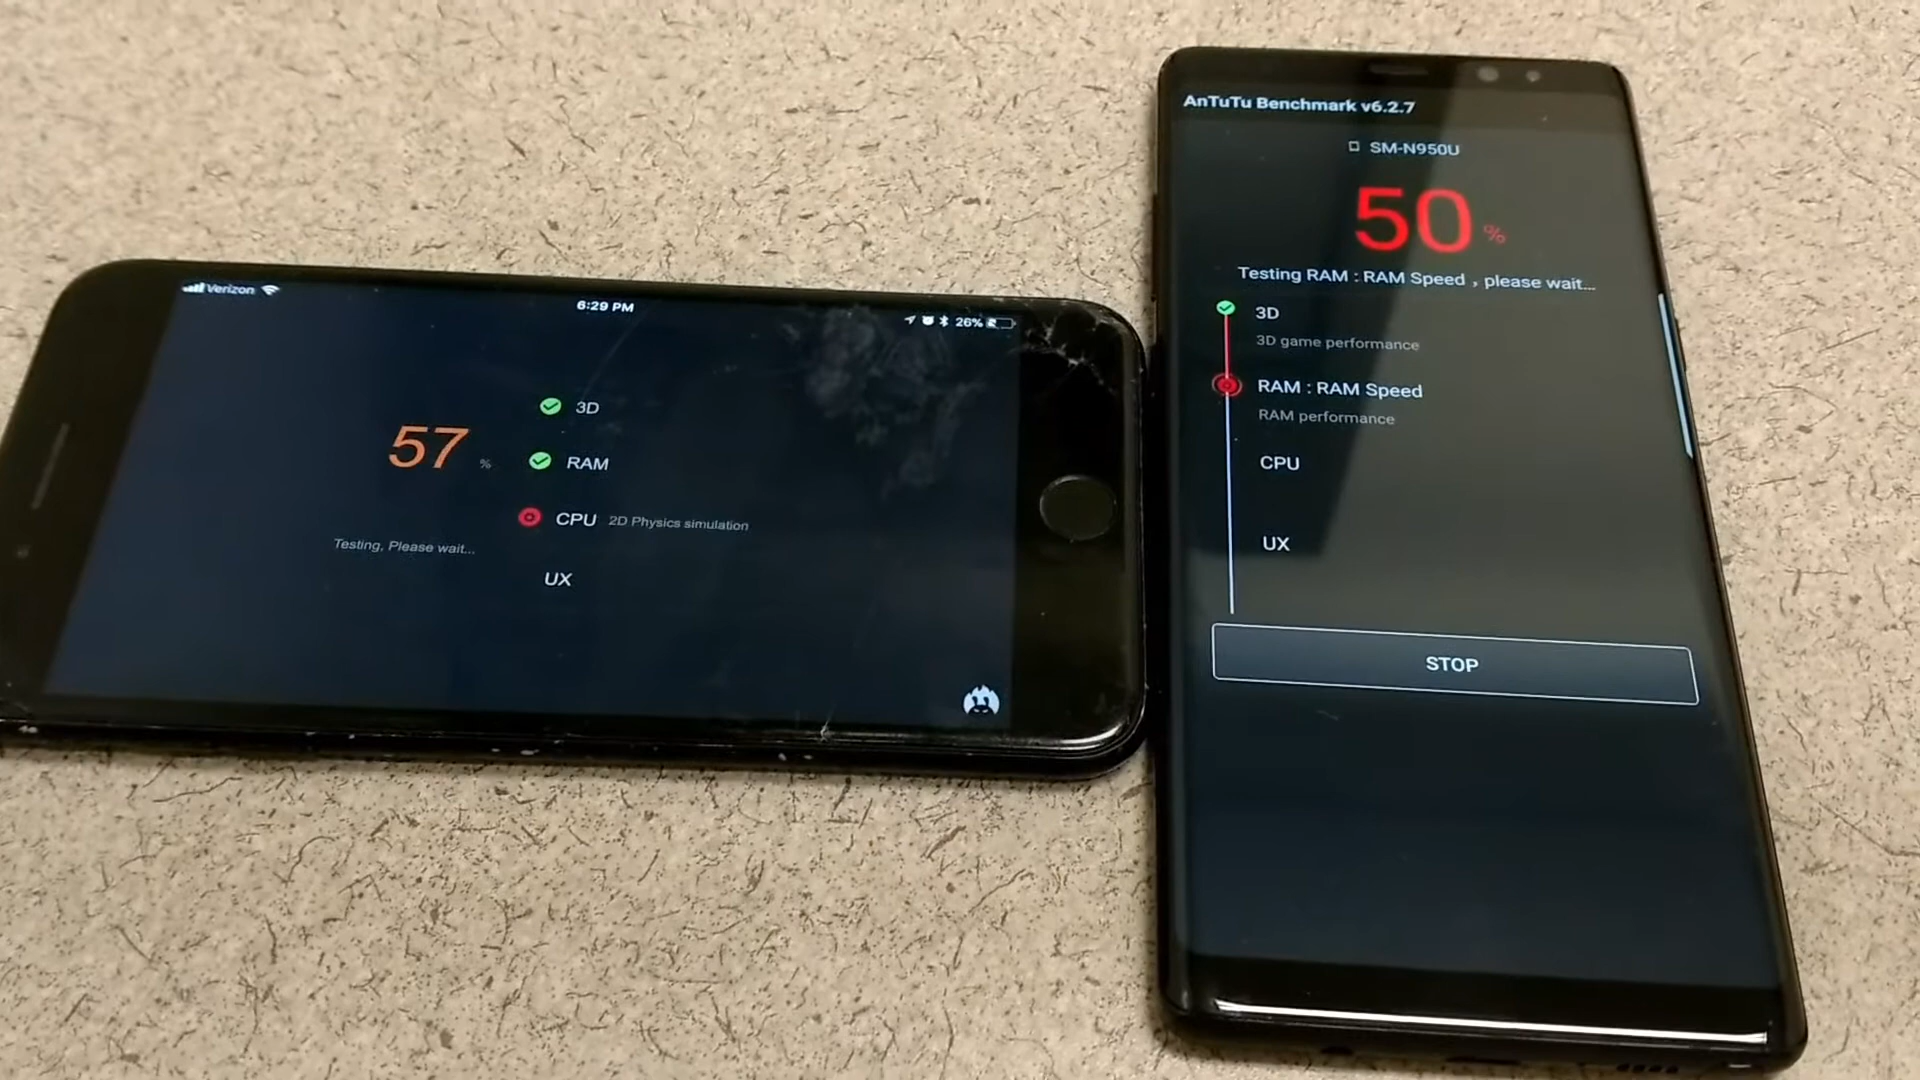 Verizon
6:29 PM
26%
57 %
Testing, Please wait...
3D
RAM
CPU 2D Physics simulation
UX
AnTuTu Benchmark v6.2.7
SM-N950U
50 %
Testing RAM : RAM Speed , please wait...
3D
3D game performance
RAM : RAM Speed
RAM performance
CPU
UX
STOP